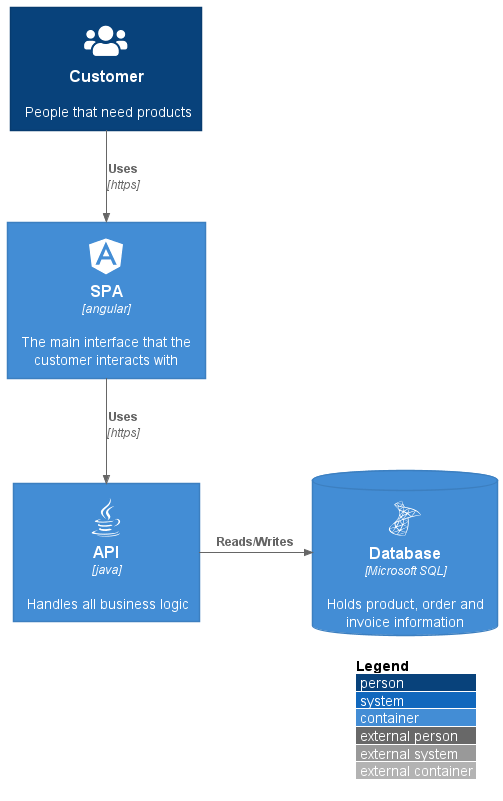 Customer
People that need products
Uses
[https]
SPA
[angular]
The main interface that the
customer interacts with
Uses
[https]
API
[java]
Handles all business logic
Reads/Writes
Database
[Microsoft SQL]
Holds product, order and
invoice information
Legend
person
system
container
external person
external system
external container